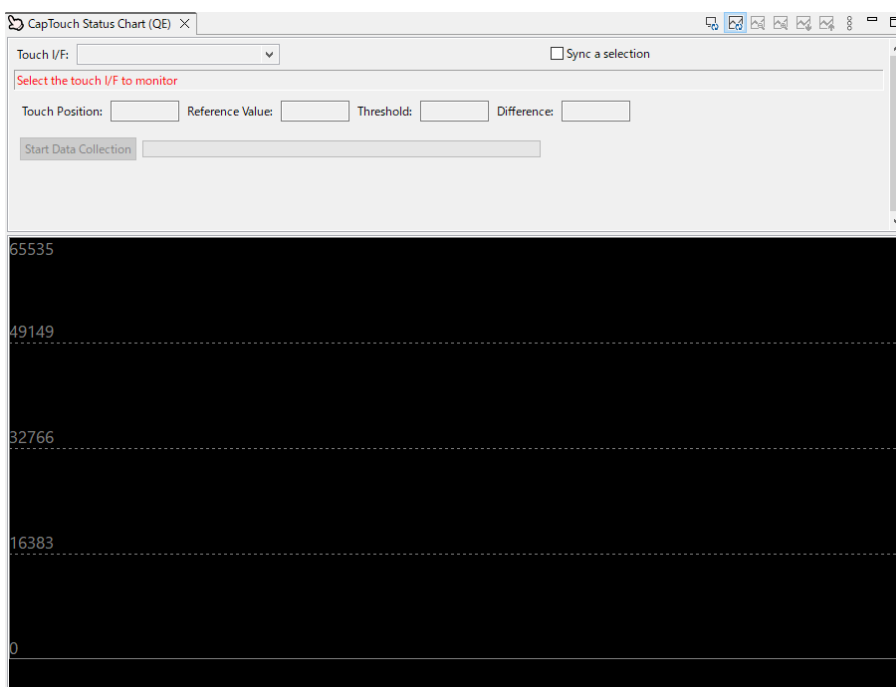 CapTouch Status Chart (QE)
Touch I/F:
Sync a selection
Select the touch I/F to monitor
Touch Position: Reference Value: Threshold: Difference:
Start Data Collection
65535
49149
32766
16383
0